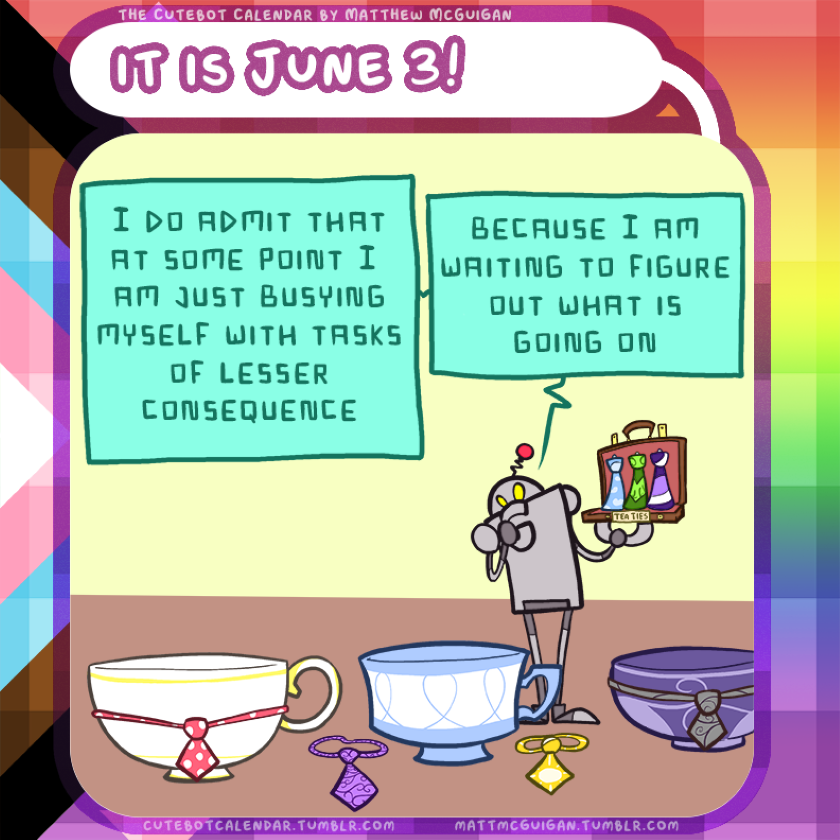 The Cutebot Calendar by Matthew McGuigan
IT IS JUNE 3!
I DO ADMIT THAT
AT SOME POINT I
AM JUST BUSYING
MYSELF WITH TASKS
OF LESSER
CONSEQUENCE
BECAUSE I AM
WAITING TO FIGURE
OUT WHAT IS
GOING ON
TEA TIES
cutebotcalendar.tumblr.com
mattmcguigan.tumblr.com